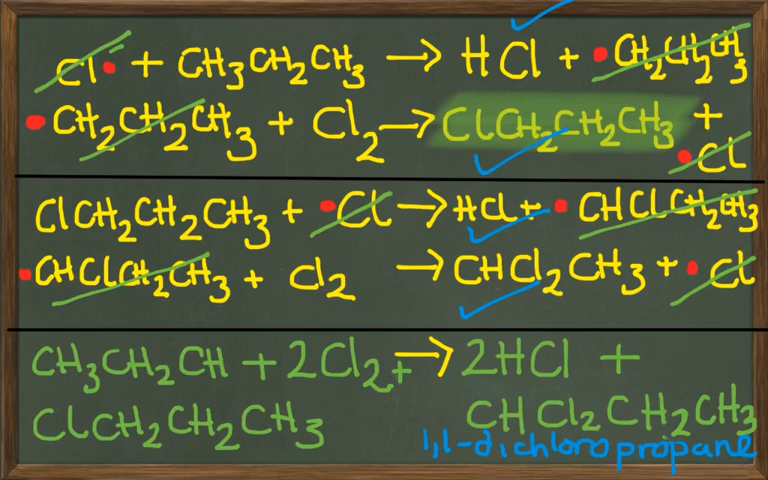 Cl• + CH₃CH₂CH₃ → HCl + •CH₂CH₂CH₃
•CH₂CH₂CH₃ + Cl₂ → ClCH₂CH₂CH₃ +
•Cl
ClCH₂CH₂CH₃ + •Cl → HCl + •CHClCH₂CH₃
•CHClCH₂CH₃ + Cl₂ → CHCl₂CH₃ + •Cl
CH₃CH₂CH + 2Cl₂ + → 2HCl +
ClCH₂CH₂CH₃ CHCl₂CH₂CH₃
1,1-dichloropropane